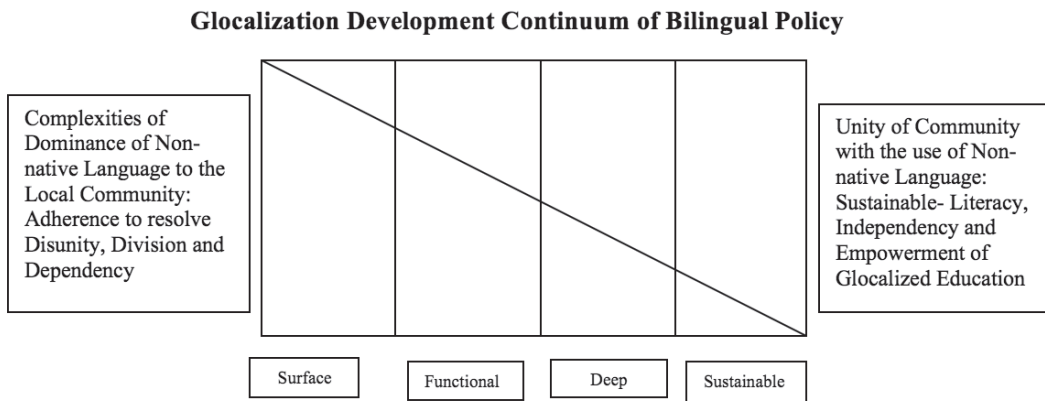 Glocalization Development Continuum of Bilingual Policy
Complexities of
Dominance of Non-
native Language to the
Local Community:
Adherence to resolve
Disunity, Division and
Dependency
Unity of Community
with the use of Non-
native Language:
Sustainable- Literacy,
Independency and
Empowerment of
Glocalized Education
Surface
Functional
Deep
Sustainable